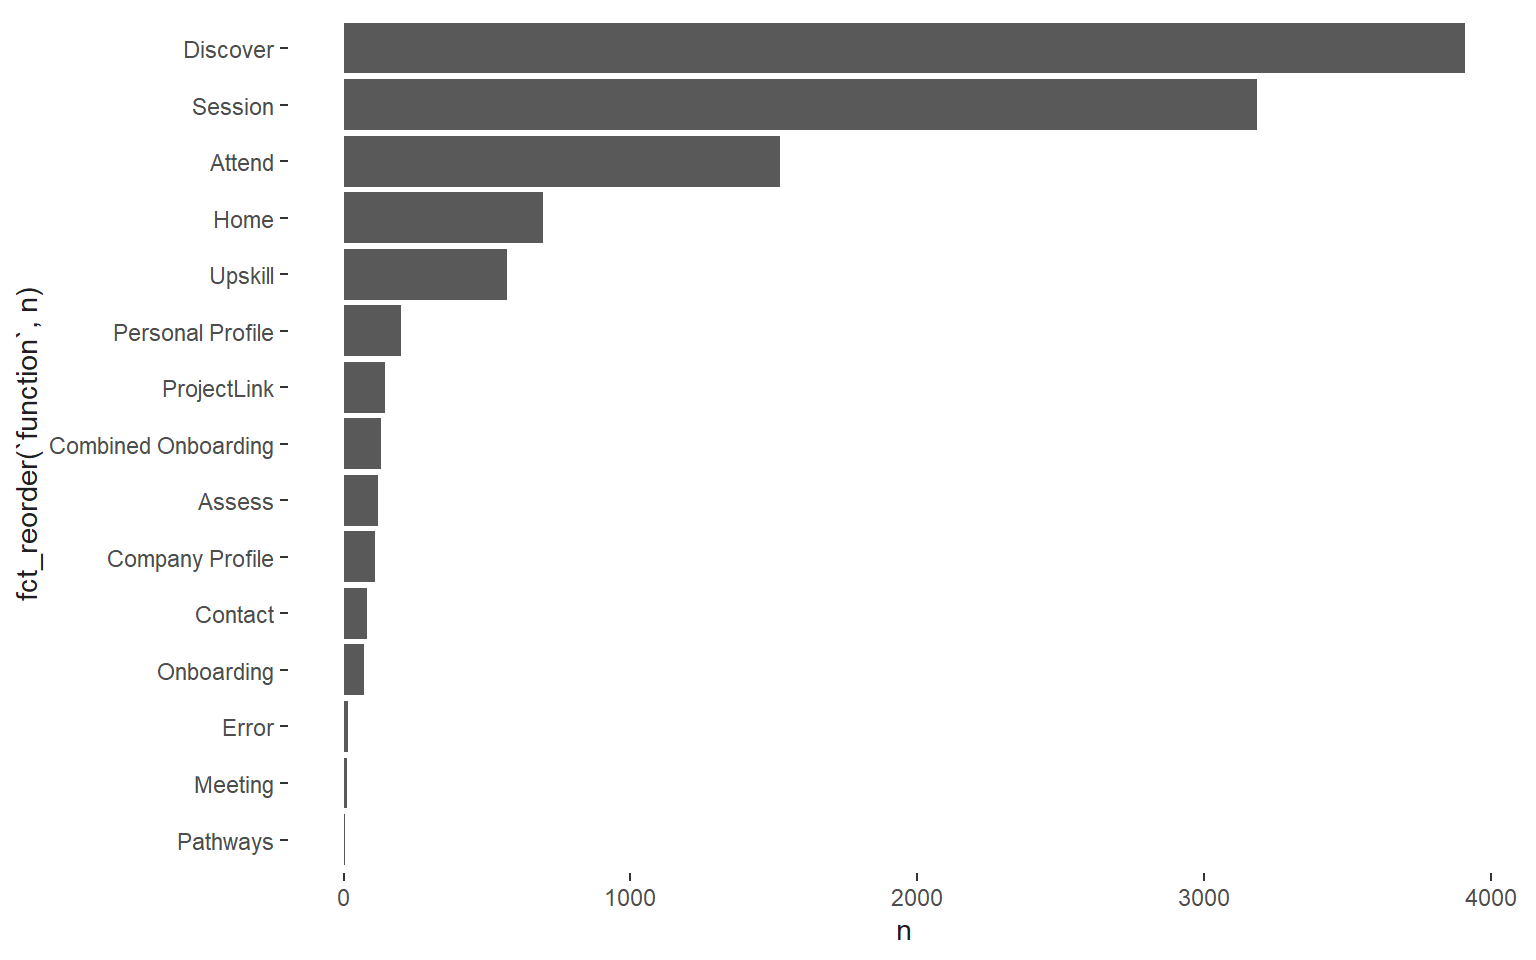 fct_reorder(`function`, n)
Discover
Session
Attend
Home
Upskill
Personal Profile
ProjectLink
Combined Onboarding
Assess
Company Profile
Contact
Onboarding
Error
Meeting
Pathways
0 1000 2000 3000 4000
n